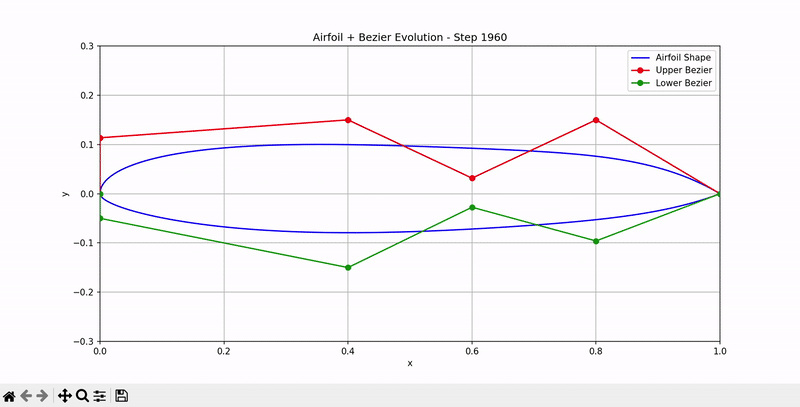 Airfoil + Bezier Evolution - Step 1960
Airfoil Shape
Upper Bezier
Lower Bezier
0.3
0.2
0.1
0.0
−0.1
−0.2
−0.3
y
0.0 0.2 0.4 0.6 0.8 1.0
x